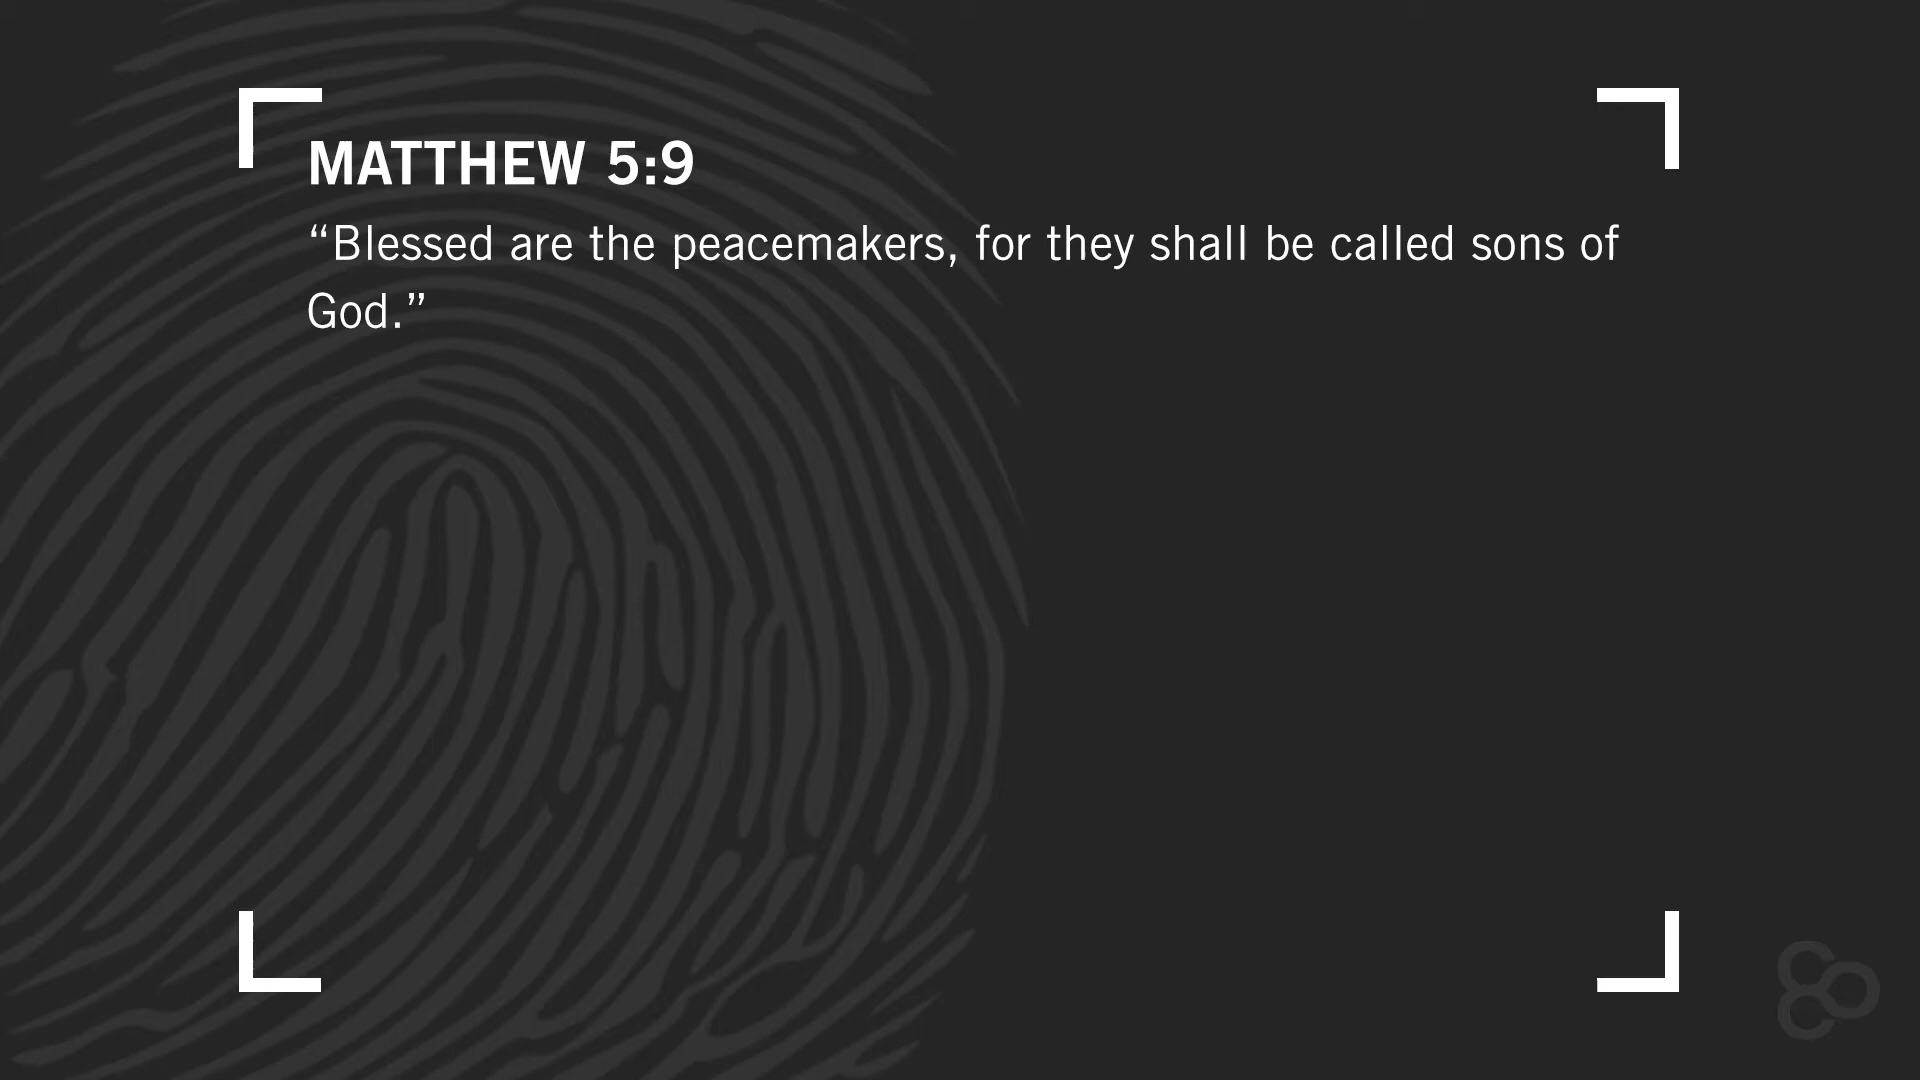 MATTHEW 5:9
“Blessed are the peacemakers, for they shall be called sons of
God.”